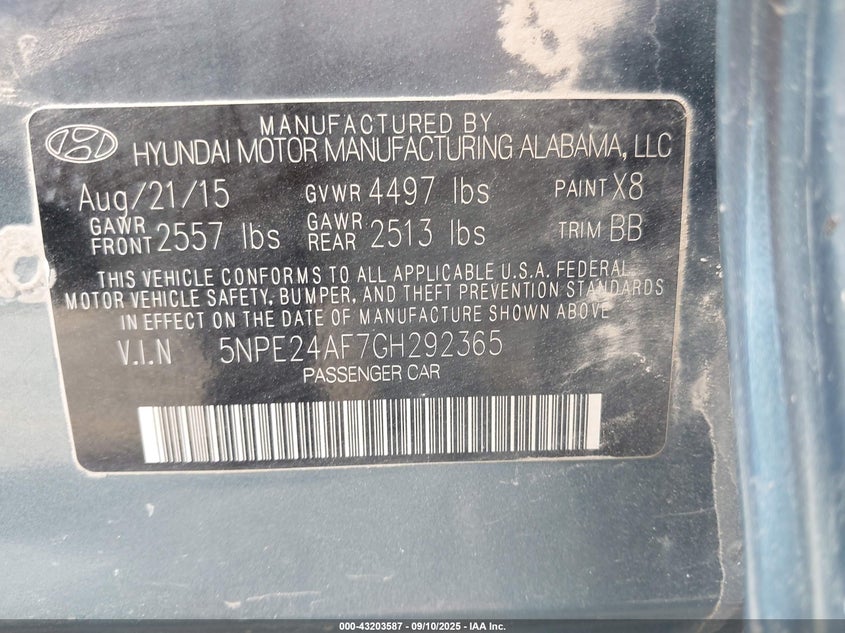 MANUFACTURED BY
HYUNDAI MOTOR MANUFACTURING ALABAMA, LLC
Aug/21/15 GVWR 4497 lbs PAINT X8
GAWR FRONT 2557 lbs GAWR REAR 2513 lbs TRIM BB
THIS VEHICLE CONFORMS TO ALL APPLICABLE U.S.A. FEDERAL
MOTOR VEHICLE SAFETY, BUMPER, AND THEFT PREVENTION STANDARDS
IN EFFECT ON THE DATE OF MANUFACTURE SHOWN ABOVE
V.I.N 5NPE24AF7GH292365
PASSENGER CAR
000-43203587 - 09/10/2025 - IAA Inc.